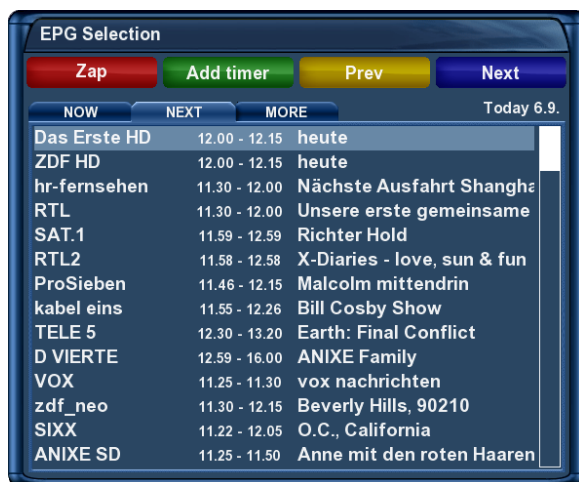 EPG Selection
Zap Add timer Prev Next
NOW NEXT MORE Today 6.9.
Das Erste HD 12.00 - 12.15 heute
ZDF HD 12.00 - 12.15 heute
hr-fernsehen 11.30 - 12.00 Nächste Ausfahrt Shangha
RTL 11.30 - 12.00 Unsere erste gemeinsame
SAT.1 11.59 - 12.59 Richter Hold
RTL2 11.58 - 12.58 X-Diaries - love, sun & fun
ProSieben 11.46 - 12.15 Malcolm mittendrin
kabel eins 11.55 - 12.26 Bill Cosby Show
TELE 5 12.30 - 13.20 Earth: Final Conflict
D VIERTE 12.59 - 16.00 ANIXE Family
VOX 11.25 - 11.30 vox nachrichten
zdf_neo 11.30 - 12.15 Beverly Hills, 90210
SIXX 11.22 - 12.05 O.C., California
ANIXE SD 11.25 - 11.50 Anne mit den roten Haaren